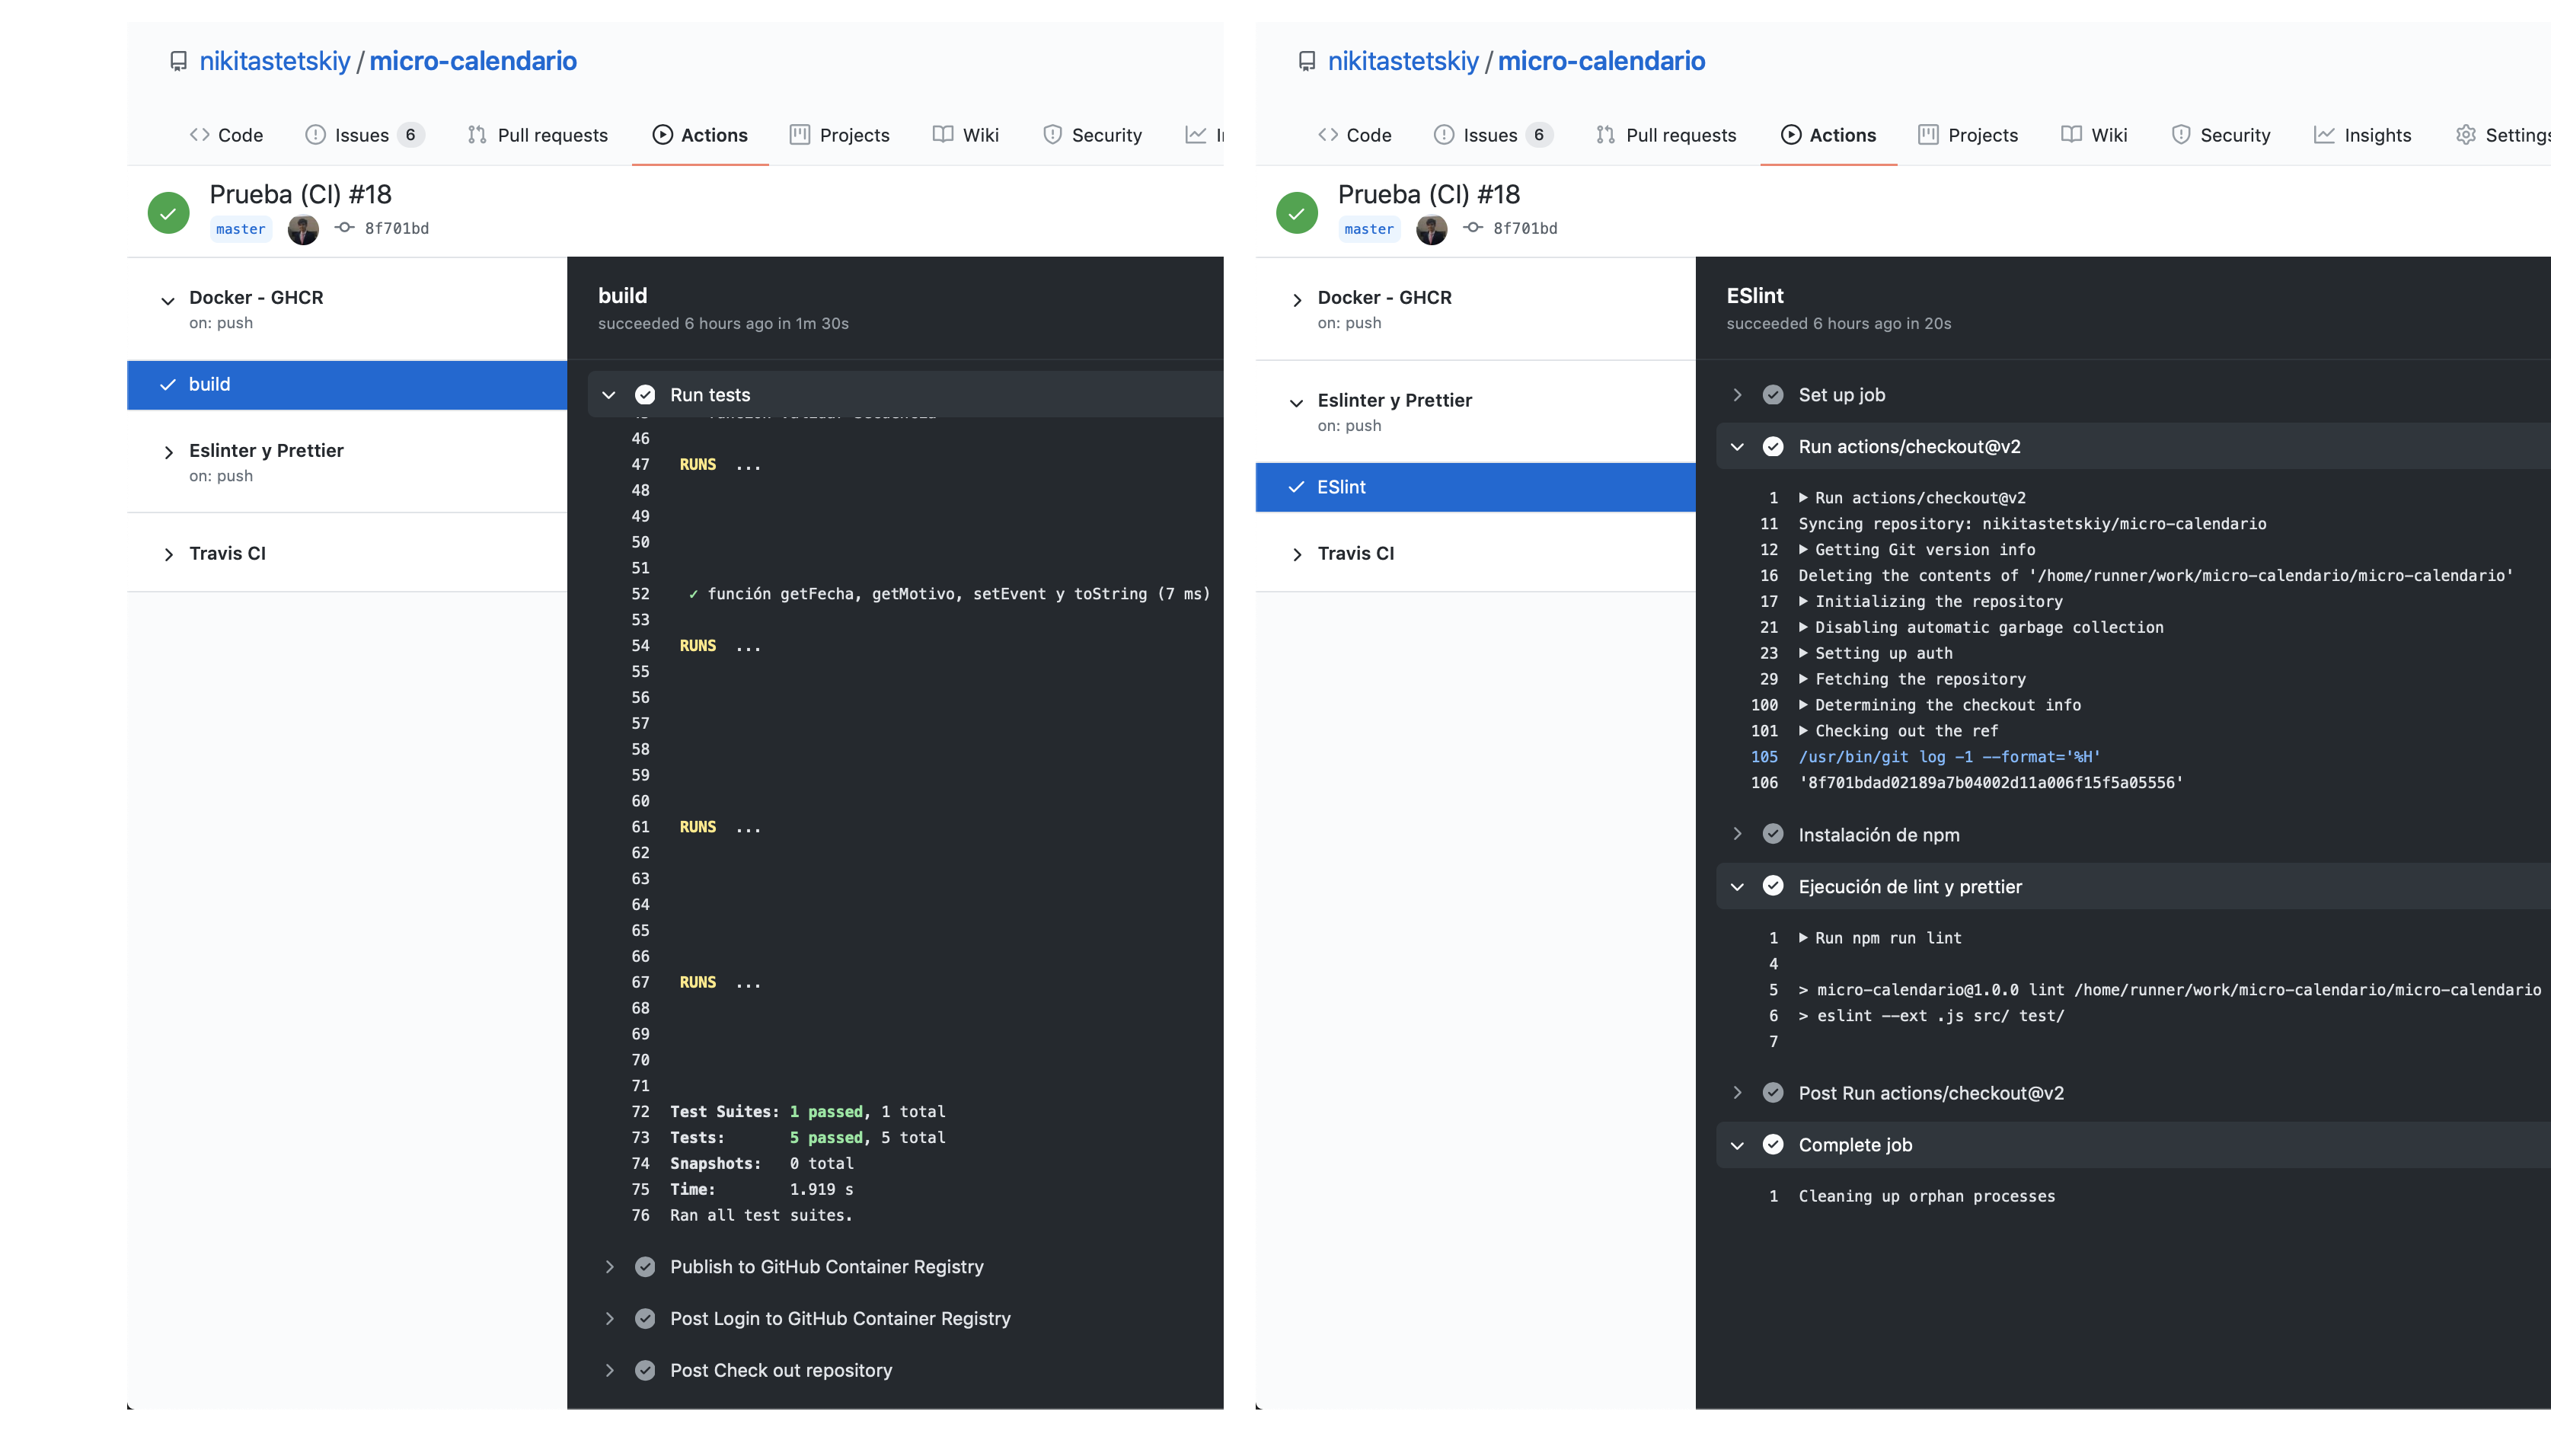 nikitastetskiy / micro-calendario
Code Issues 6 Pull requests Actions Projects Wiki Security
Prueba (CI) #18
master 8f701bd
Docker - GHCR
on: push
build
Eslinter y Prettier
on: push
Travis CI
build
succeeded 6 hours ago in 1m 30s
Run tests
46
47 RUNS ...
48
49
50
51
52 ✓ función getFecha, getMotivo, setEvent y toString (7 ms)
53
54 RUNS ...
55
56
57
58
59
60
61 RUNS ...
62
63
64
65
66
67 RUNS ...
68
69
70
71
72 Test Suites: 1 passed, 1 total
73 Tests: 5 passed, 5 total
74 Snapshots: 0 total
75 Time: 1.919 s
76 Ran all test suites.
Publish to GitHub Container Registry
Post Login to GitHub Container Registry
Post Check out repository
nikitastetskiy / micro-calendario
Code Issues 6 Pull requests Actions Projects Wiki Security Insights Settings
Prueba (CI) #18
master 8f701bd
Docker - GHCR
on: push
Eslinter y Prettier
on: push
ESlint
Travis CI
ESlint
succeeded 6 hours ago in 20s
Set up job
Run actions/checkout@v2
1 ▶ Run actions/checkout@v2
11 Syncing repository: nikitastetskiy/micro-calendario
12 ▶ Getting Git version info
16 Deleting the contents of '/home/runner/work/micro-calendario/micro-calendario'
17 ▶ Initializing the repository
21 ▶ Disabling automatic garbage collection
23 ▶ Setting up auth
29 ▶ Fetching the repository
100 ▶ Determining the checkout info
101 ▶ Checking out the ref
105 /usr/bin/git log -1 --format='%H'
106 '8f701bdad02189a7b04002d11a006f15f5a05556'
Instalación de npm
Ejecución de lint y prettier
1 ▶ Run npm run lint
4
5 > micro-calendario@1.0.0 lint /home/runner/work/micro-calendario/micro-calendario
6 > eslint --ext .js src/ test/
7
Post Run actions/checkout@v2
Complete job
1 Cleaning up orphan processes